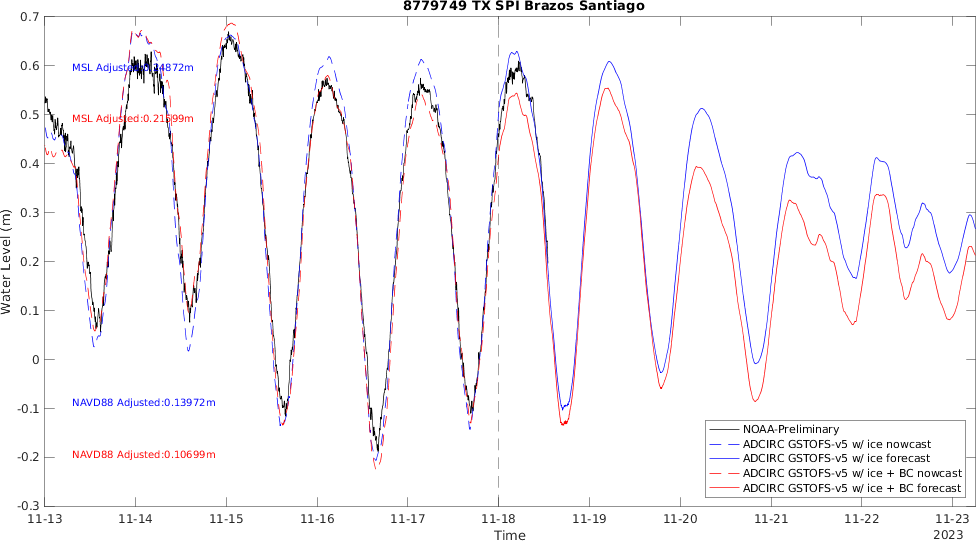 8779749 TX SPI Brazos Santiago
0.7
0.6
0.5
0.4
0.3
0.2
0.1
0
-0.1
-0.2
-0.3
Water Level (m)
MSL Adjusted:
4872m
MSL Adjusted:0.21699m
NAVD88 Adjusted:0.13972m
NAVD88 Adjusted:0.10699m
NOAA-Preliminary
ADCIRC GSTOFS-v5 w/ ice nowcast
ADCIRC GSTOFS-v5 w/ ice forecast
ADCIRC GSTOFS-v5 w/ ice + BC nowcast
ADCIRC GSTOFS-v5 w/ ice + BC forecast
11-13 11-14 11-15 11-16 11-17 11-18 11-19 11-20 11-21 11-22 11-23
2023
Time